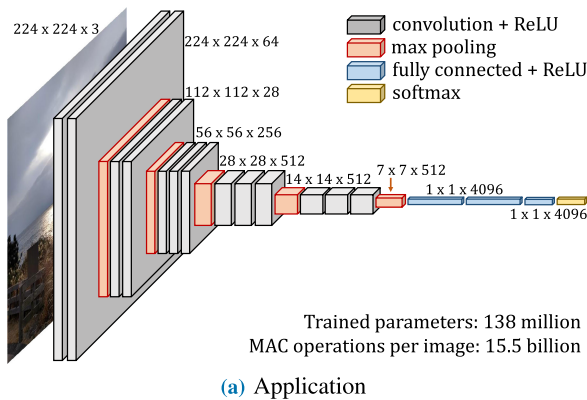 224 x 224 x 3
224 x 224 x 64
112 x 112 x 28
56 x 56 x 256
28 x 28 x 512
14 x 14 x 512
7 x 7 x 512
1 x 1 x 4096
1 x 1 x 4096
convolution + ReLU
max pooling
fully connected + ReLU
softmax
Trained parameters: 138 million
MAC operations per image: 15.5 billion
(a) Application